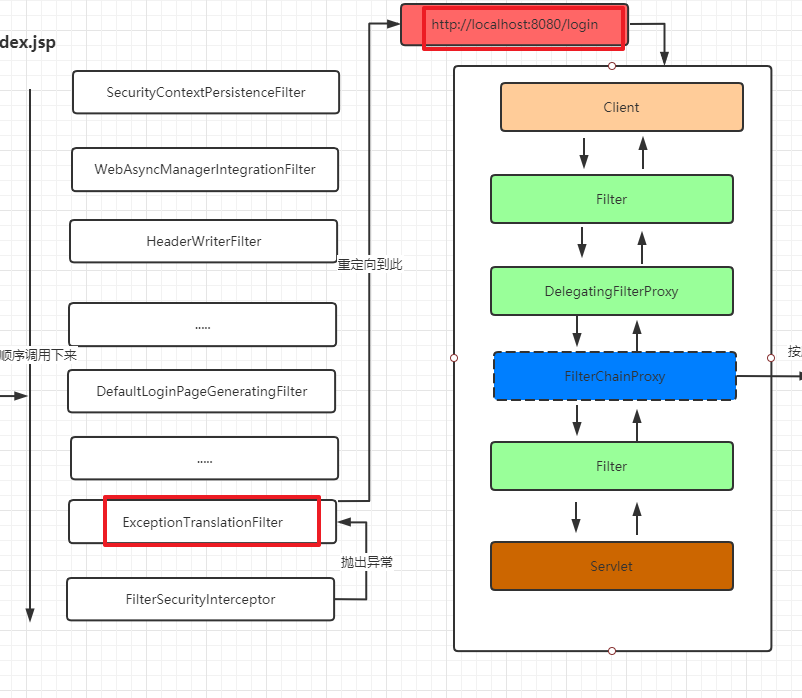 dex.jsp
SecurityContextPersistenceFilter
WebAsyncManagerIntegrationFilter
HeaderWriterFilter
.....
顺序调用下来
DefaultLoginPageGeneratingFilter
.....
ExceptionTranslationFilter
抛出异常
FilterSecurityInterceptor
重定向到此
http://localhost:8080/login
Client
Filter
DelegatingFilterProxy
FilterChainProxy
Filter
Servlet
按